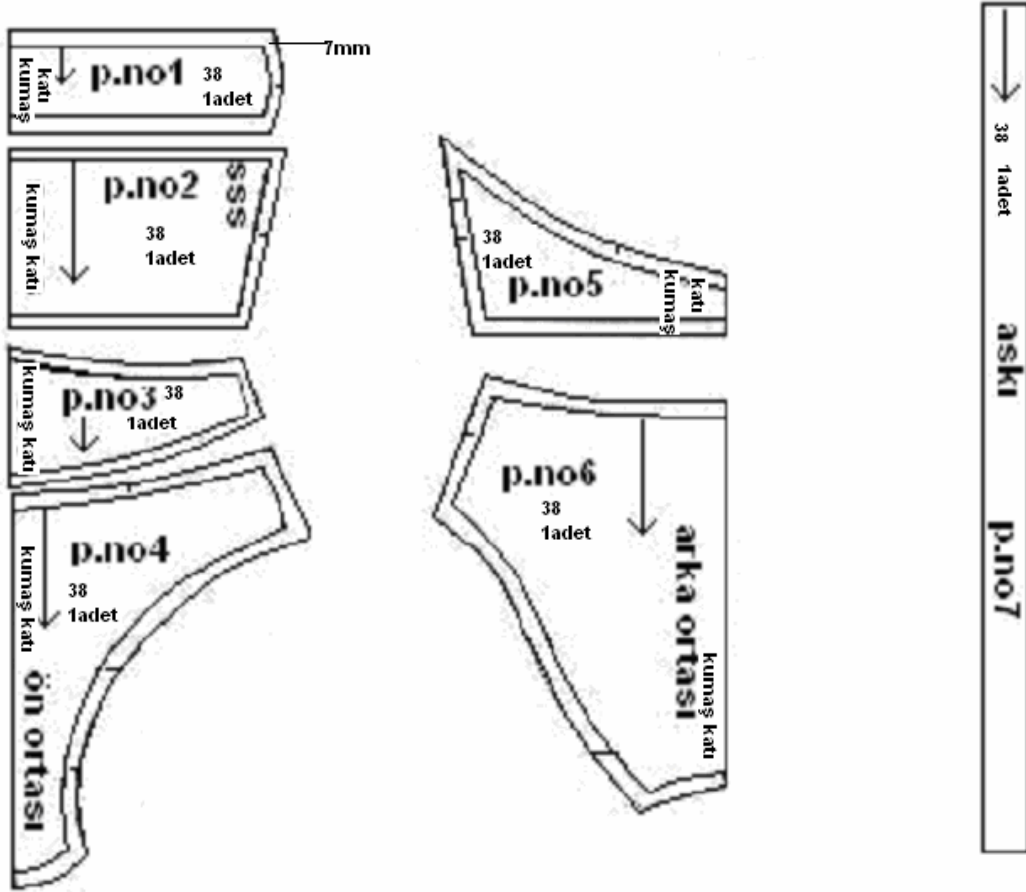 7mm
p.no1
38
1adet
kumaş
katı
p.no2
sss
38
1adet
kumaş katı
p.no3
38
1adet
kumaş katı
p.no4
38
1adet
kumaş katı
ön ortası
38
1adet
p.no5
kumaş
katı
p.no6
38
1adet
arka ortası
kumaş katı
38 1adet askı p.no7